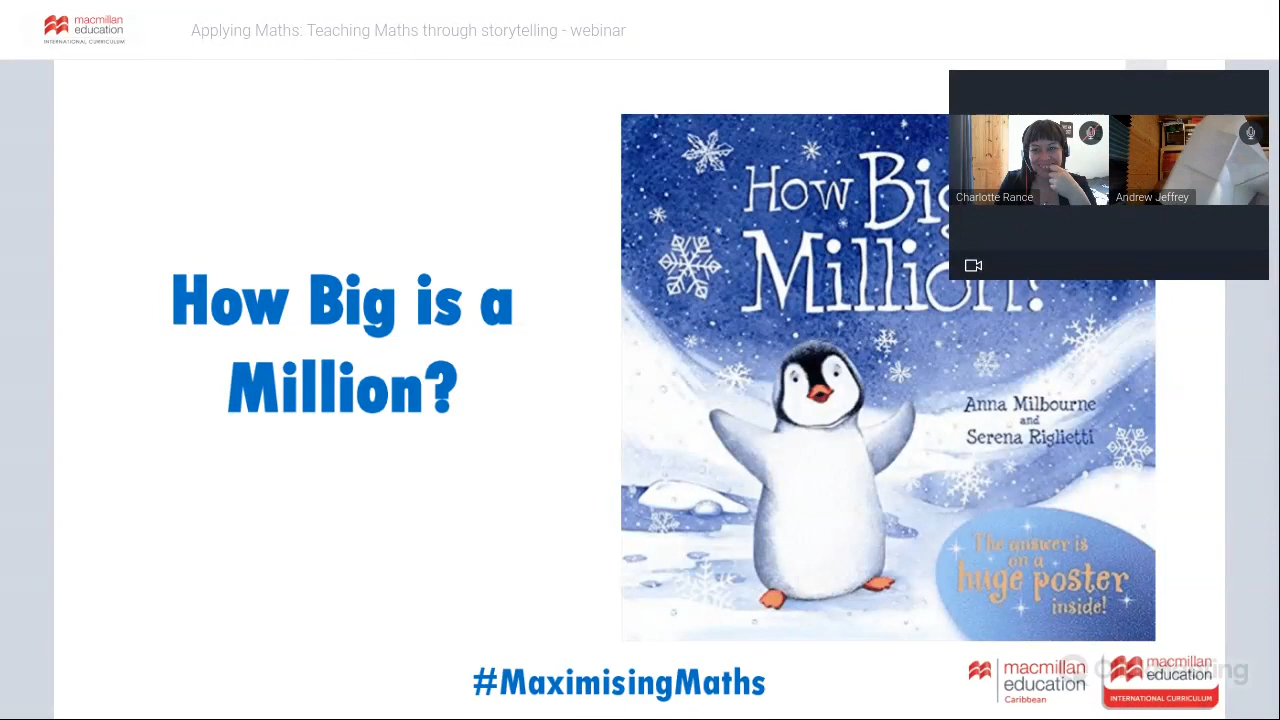 macmillan
education
INTERNATIONAL CURRICULUM
Applying Maths: Teaching Maths through storytelling - webinar
How Big is a
Million?
How Big
Million?
Anna Milbourne
and
Serena Riglietti
The answer is
on a
huge poster
inside!
Charlotte Rance
Andrew Jeffrey
#MaximisingMaths
macmillan
education
Caribbean
macmillan
education
INTERNATIONAL CURRICULUM